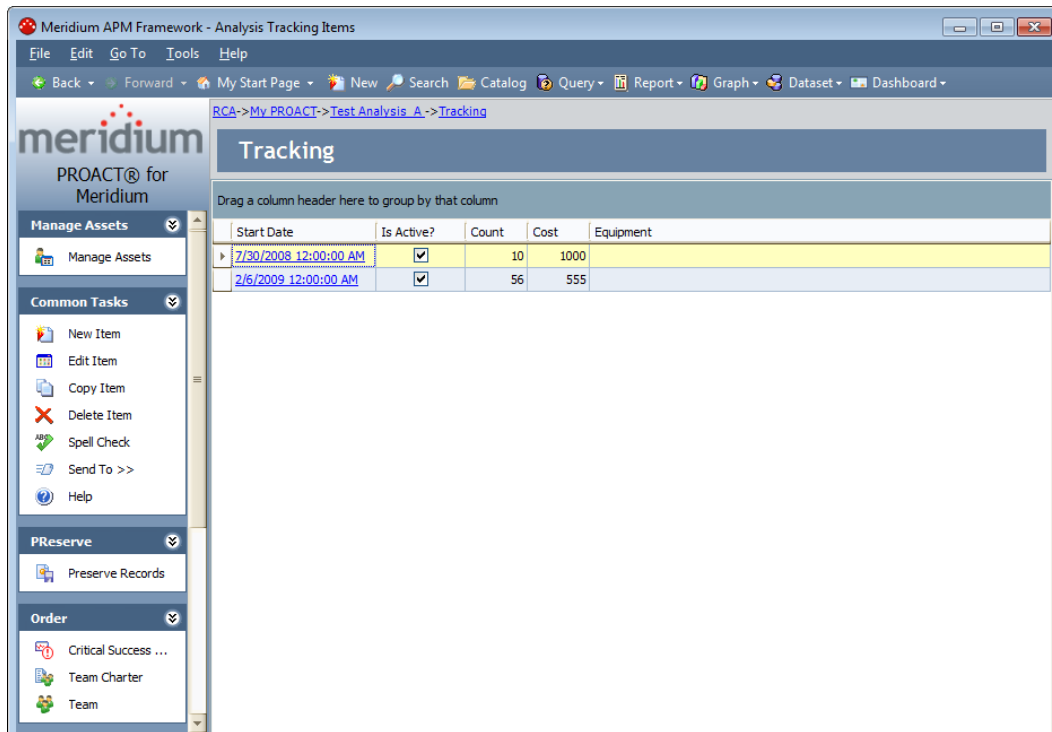 Meridium APM Framework - Analysis Tracking Items
File Edit Go To Tools Help
Back Forward My Start Page New Search Catalog Query Report Graph Dataset Dashboard
RCA->My PROACT->Test Analysis A ->Tracking
meridium
PROACT® for
Meridium
Tracking
Drag a column header here to group by that column
Start Date Is Active? Count Cost Equipment
7/30/2008 12:00:00 AM 10 1000
2/6/2009 12:00:00 AM 56 555
Manage Assets
Manage Assets
Common Tasks
New Item
Edit Item
Copy Item
Delete Item
ABC
Spell Check
Send To >>
Help
PReserve
Preserve Records
Order
Critical Success ...
Team Charter
Team